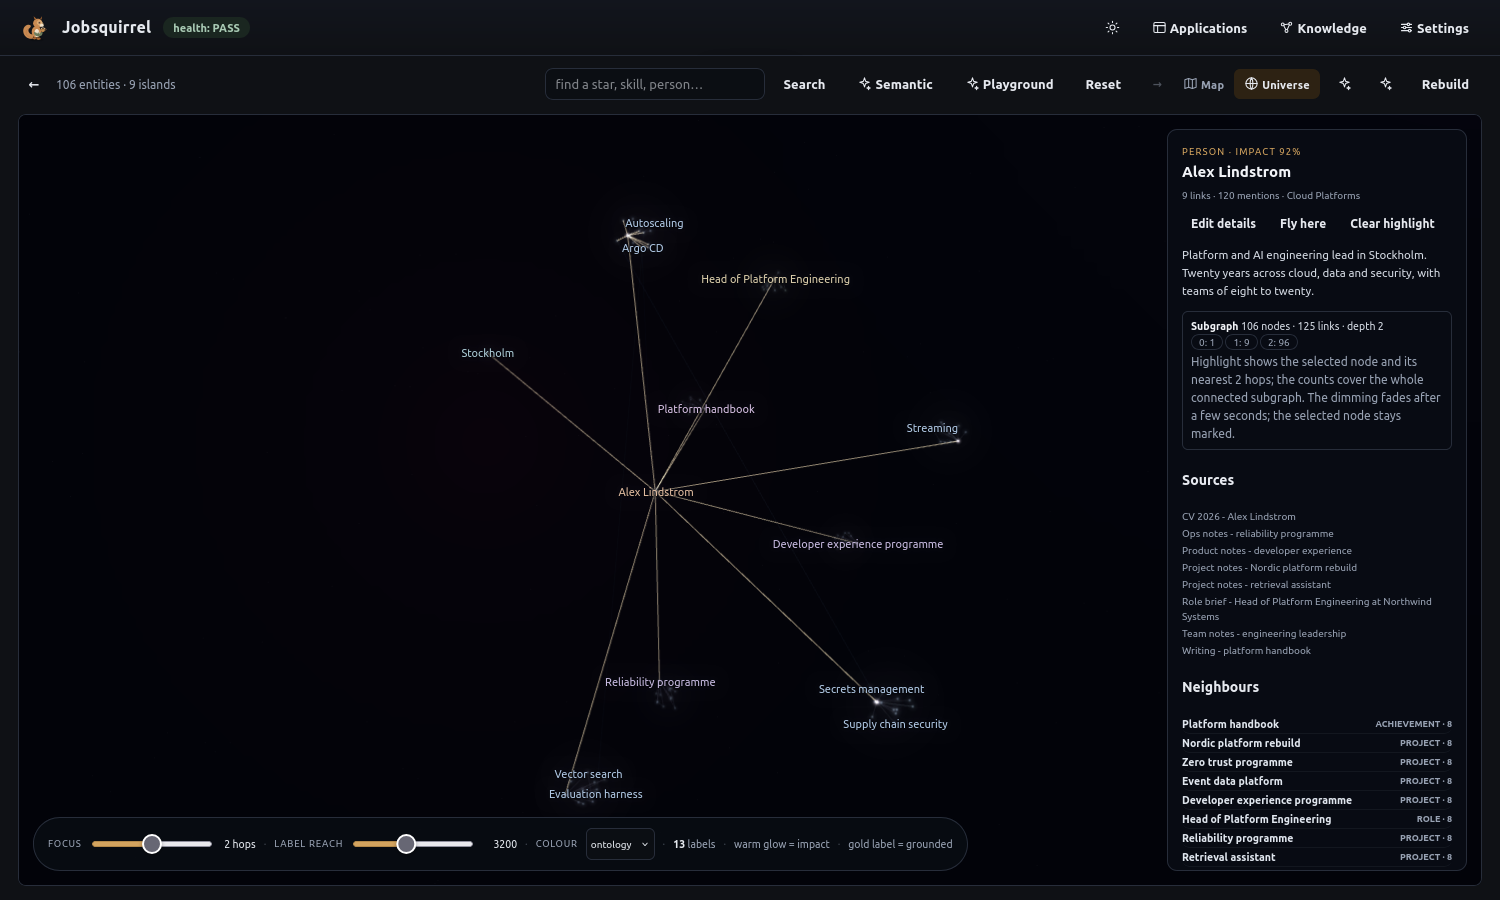 Jobsquirrel
health: PASS
Applications
Knowledge
Settings
←
106 entities · 9 islands
find a star, skill, person…
Search
Semantic
Playground
Reset
→
Map
Universe
Rebuild
Autoscaling
Argo CD
Head of Platform Engineering
Stockholm
Platform handbook
Streaming
Alex Lindstrom
Developer experience programme
Reliability programme
Secrets management
Supply chain security
Vector search
Evaluation harness
FOCUS
2 hops
·
LABEL REACH
3200
·
COLOUR
ontology
· 13 labels · warm glow = impact · gold label = grounded
PERSON · IMPACT 92%
Alex Lindstrom
9 links · 120 mentions · Cloud Platforms
Edit details
Fly here
Clear highlight
Platform and AI engineering lead in Stockholm.
Twenty years across cloud, data and security, with
teams of eight to twenty.
Subgraph 106 nodes · 125 links · depth 2
0: 1
1: 9
2: 96
Highlight shows the selected node and its
nearest 2 hops; the counts cover the whole
connected subgraph. The dimming fades after
a few seconds; the selected node stays
marked.
Sources
CV 2026 - Alex Lindstrom
Ops notes - reliability programme
Product notes - developer experience
Project notes - Nordic platform rebuild
Project notes - retrieval assistant
Role brief - Head of Platform Engineering at Northwind
Systems
Team notes - engineering leadership
Writing - platform handbook
Neighbours
Platform handbook ACHIEVEMENT · 8
Nordic platform rebuild PROJECT · 8
Zero trust programme PROJECT · 8
Event data platform PROJECT · 8
Developer experience programme PROJECT · 8
Head of Platform Engineering ROLE · 8
Reliability programme PROJECT · 8
Retrieval assistant PROJECT · 8